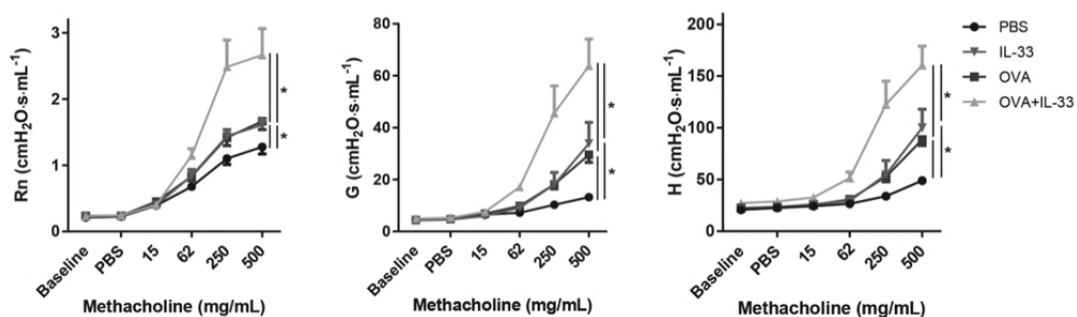 Rn (cmH₂O·s·mL⁻¹)
3
2
1
0
Baseline
PBS
15
62
250
500
Methacholine (mg/mL)
*
*
G (cmH₂O·s·mL⁻¹)
80
60
40
20
0
Baseline
PBS
15
62
250
500
Methacholine (mg/mL)
*
*
H (cmH₂O·s·mL⁻¹)
200
150
100
50
0
Baseline
PBS
15
62
250
500
Methacholine (mg/mL)
*
*
PBS
IL-33
OVA
OVA+IL-33